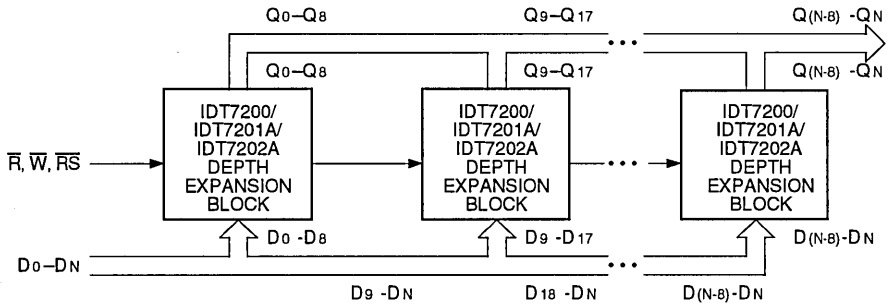 Q0–Q8 Q9–Q17 Q(N-8) -QN
Q0–Q8 Q9–Q17 Q(N-8) -QN
IDT7200/
IDT7201A/
IDT7202A
DEPTH
EXPANSION
BLOCK
IDT7200/
IDT7201A/
IDT7202A
DEPTH
EXPANSION
BLOCK
IDT7200/
IDT7201A/
IDT7202A
DEPTH
EXPANSION
BLOCK
R̅, W̅, R̅S̅
D0 -D8 D9 -D17 D(N-8)-DN
D0–DN
D9 -DN D18 -DN D(N-8)-DN